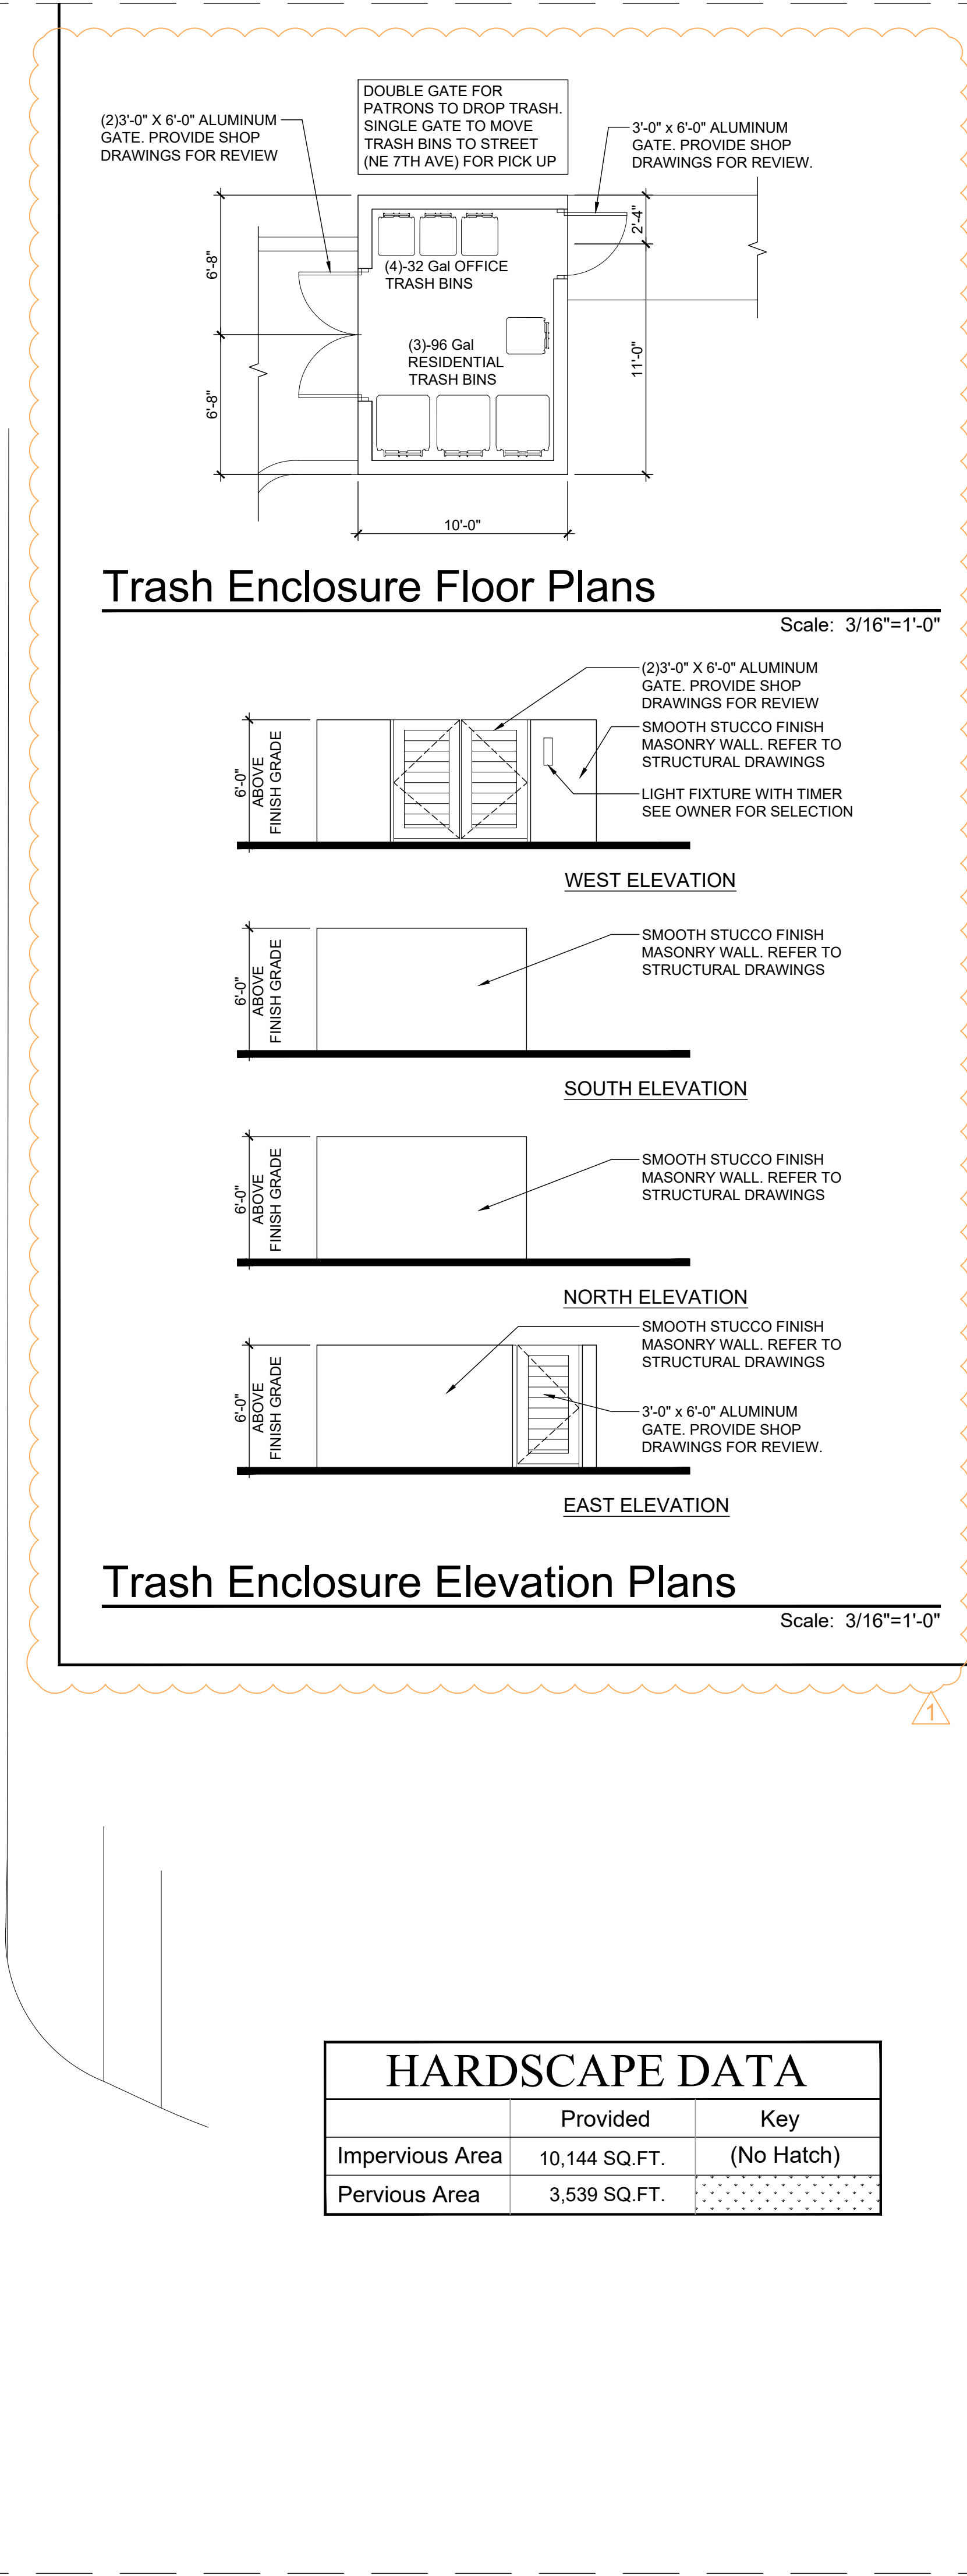 DOUBLE GATE FOR
PATRONS TO DROP TRASH.
SINGLE GATE TO MOVE
TRASH BINS TO STREET
(NE 7TH AVE) FOR PICK UP
(2)3'-0" X 6'-0" ALUMINUM
GATE. PROVIDE SHOP
DRAWINGS FOR REVIEW
3'-0" x 6'-0" ALUMINUM
GATE. PROVIDE SHOP
DRAWINGS FOR REVIEW.
6'-8"
6'-8"
2'-4"
11'-0"
(4)-32 Gal OFFICE
TRASH BINS
(3)-96 Gal
RESIDENTIAL
TRASH BINS
10'-0"
Trash Enclosure Floor Plans
Scale: 3/16"=1'-0"
(2)3'-0" X 6'-0" ALUMINUM
GATE. PROVIDE SHOP
DRAWINGS FOR REVIEW
SMOOTH STUCCO FINISH
MASONRY WALL. REFER TO
STRUCTURAL DRAWINGS
LIGHT FIXTURE WITH TIMER
SEE OWNER FOR SELECTION
6'-0"
ABOVE
FINISH GRADE
WEST ELEVATION
SMOOTH STUCCO FINISH
MASONRY WALL. REFER TO
STRUCTURAL DRAWINGS
6'-0"
ABOVE
FINISH GRADE
SOUTH ELEVATION
SMOOTH STUCCO FINISH
MASONRY WALL. REFER TO
STRUCTURAL DRAWINGS
6'-0"
ABOVE
FINISH GRADE
NORTH ELEVATION
SMOOTH STUCCO FINISH
MASONRY WALL. REFER TO
STRUCTURAL DRAWINGS
6'-0"
ABOVE
FINISH GRADE
3'-0" x 6'-0" ALUMINUM
GATE. PROVIDE SHOP
DRAWINGS FOR REVIEW.
EAST ELEVATION
Trash Enclosure Elevation Plans
Scale: 3/16"=1'-0"
1
HARDSCAPE DATA
Provided Key
Impervious Area 10,144 SQ.FT. (No Hatch)
Pervious Area 3,539 SQ.FT.